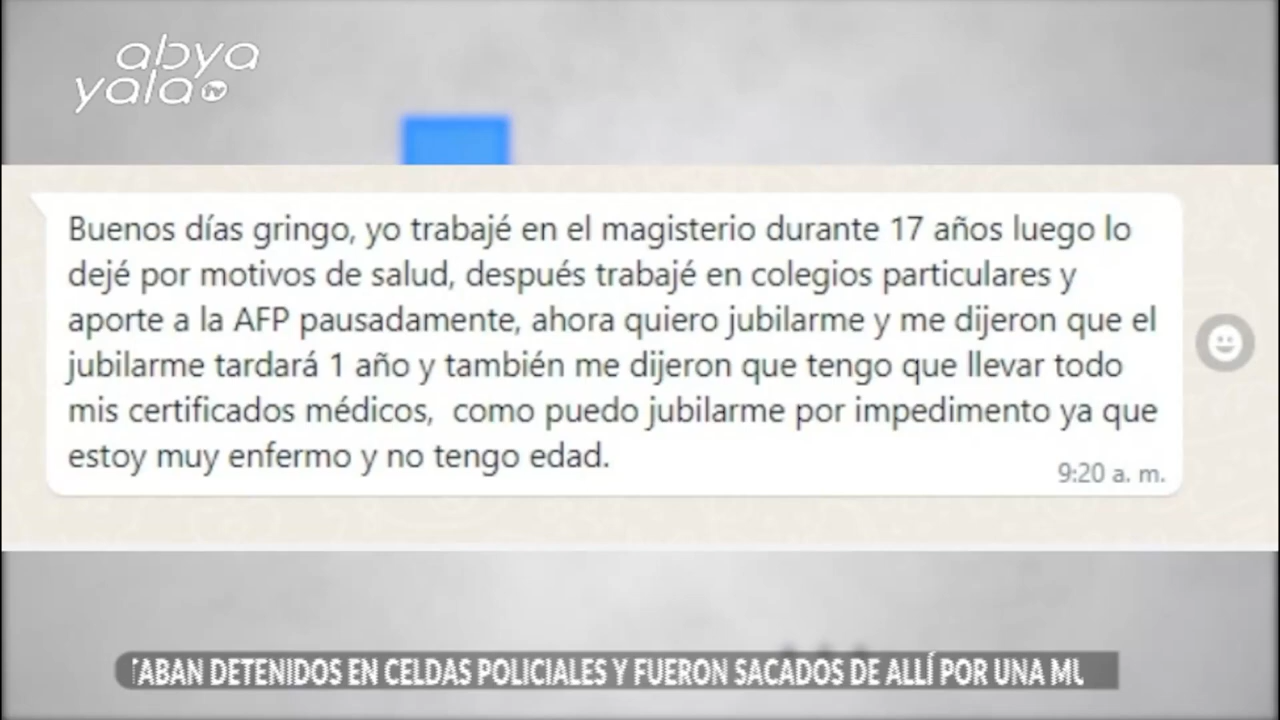 abya
yala tv
Buenos días gringo, yo trabajé en el magisterio durante 17 años luego lo
dejé por motivos de salud, después trabajé en colegios particulares y
aporte a la AFP pausadamente, ahora quiero jubilarme y me dijeron que el
jubilarme tardará 1 año y también me dijeron que tengo que llevar todo
mis certificados médicos,  como puedo jubilarme por impedimento ya que
estoy muy enfermo y no tengo edad.
9:20 a. m.
TABAN DETENIDOS EN CELDAS POLICIALES Y FUERON SACADOS DE ALLÍ POR UNA